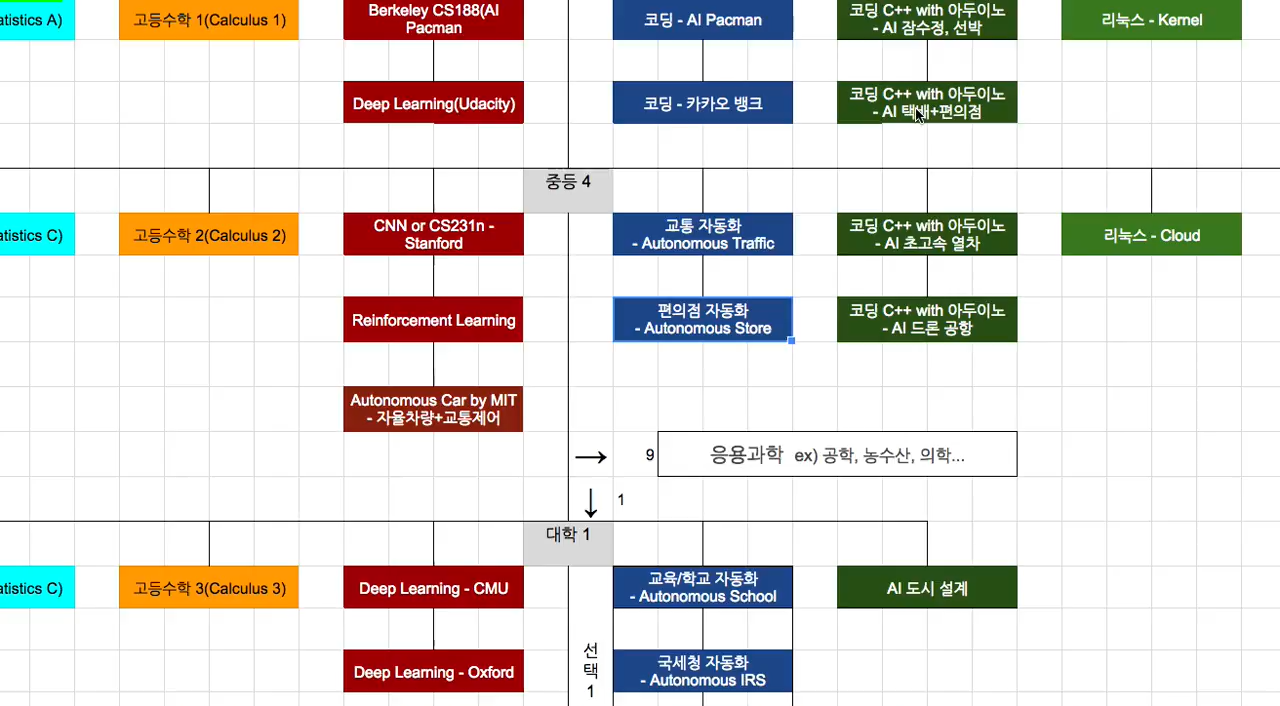 atistics A)
고등수학 1(Calculus 1)
Berkeley CS188(AI
Pacman
코딩 - AI Pacman
코딩 C++ with 아두이노
- AI 잠수정, 선박
리눅스 - Kernel
Deep Learning(Udacity)
코딩 - 카카오 뱅크
코딩 C++ with 아두이노
- AI 택배+편의점
중등 4
atistics C)
고등수학 2(Calculus 2)
CNN or CS231n -
Stanford
교통 자동화
- Autonomous Traffic
코딩 C++ with 아두이노
- AI 초고속 열차
리눅스 - Cloud
Reinforcement Learning
편의점 자동화
- Autonomous Store
코딩 C++ with 아두이노
- AI 드론 공항
Autonomous Car by MIT
- 자율차량+교통제어
→ 9 응용과학 ex) 공학, 농수산, 의학...
↓ 1
대학 1
atistics C)
고등수학 3(Calculus 3)
Deep Learning - CMU
교육/학교 자동화
- Autonomous School
AI 도시 설계
Deep Learning - Oxford
선
택
1
국세청 자동화
- Autonomous IRS